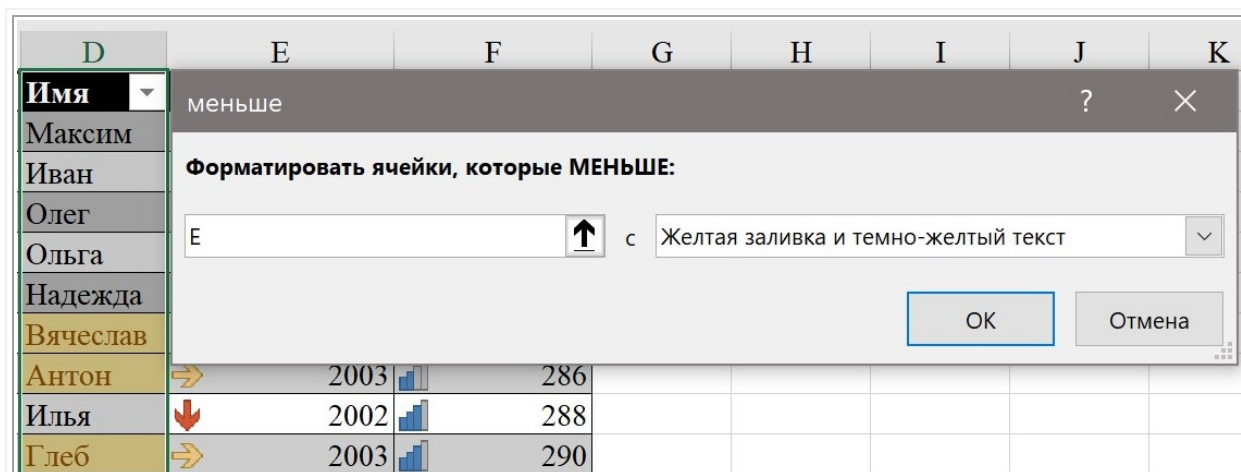 D E F G H I J K
Имя
меньше ?
Максим
Форматировать ячейки, которые МЕНЬШЕ:
Иван
Олег
Е с Желтая заливка и темно-желтый текст
Ольга
Надежда
ОК Отмена
Вячеслав
Антон 2003 286
Илья 2002 288
Глеб 2003 290